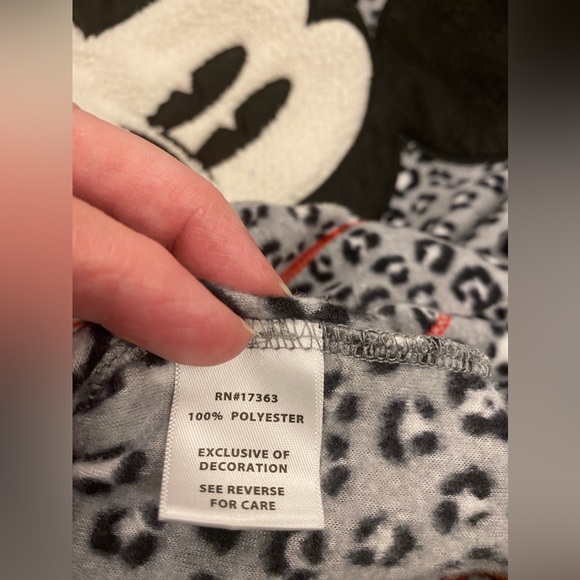 RN#17363
100% POLYESTER
EXCLUSIVE OF
DECORATION
SEE REVERSE
FOR CARE